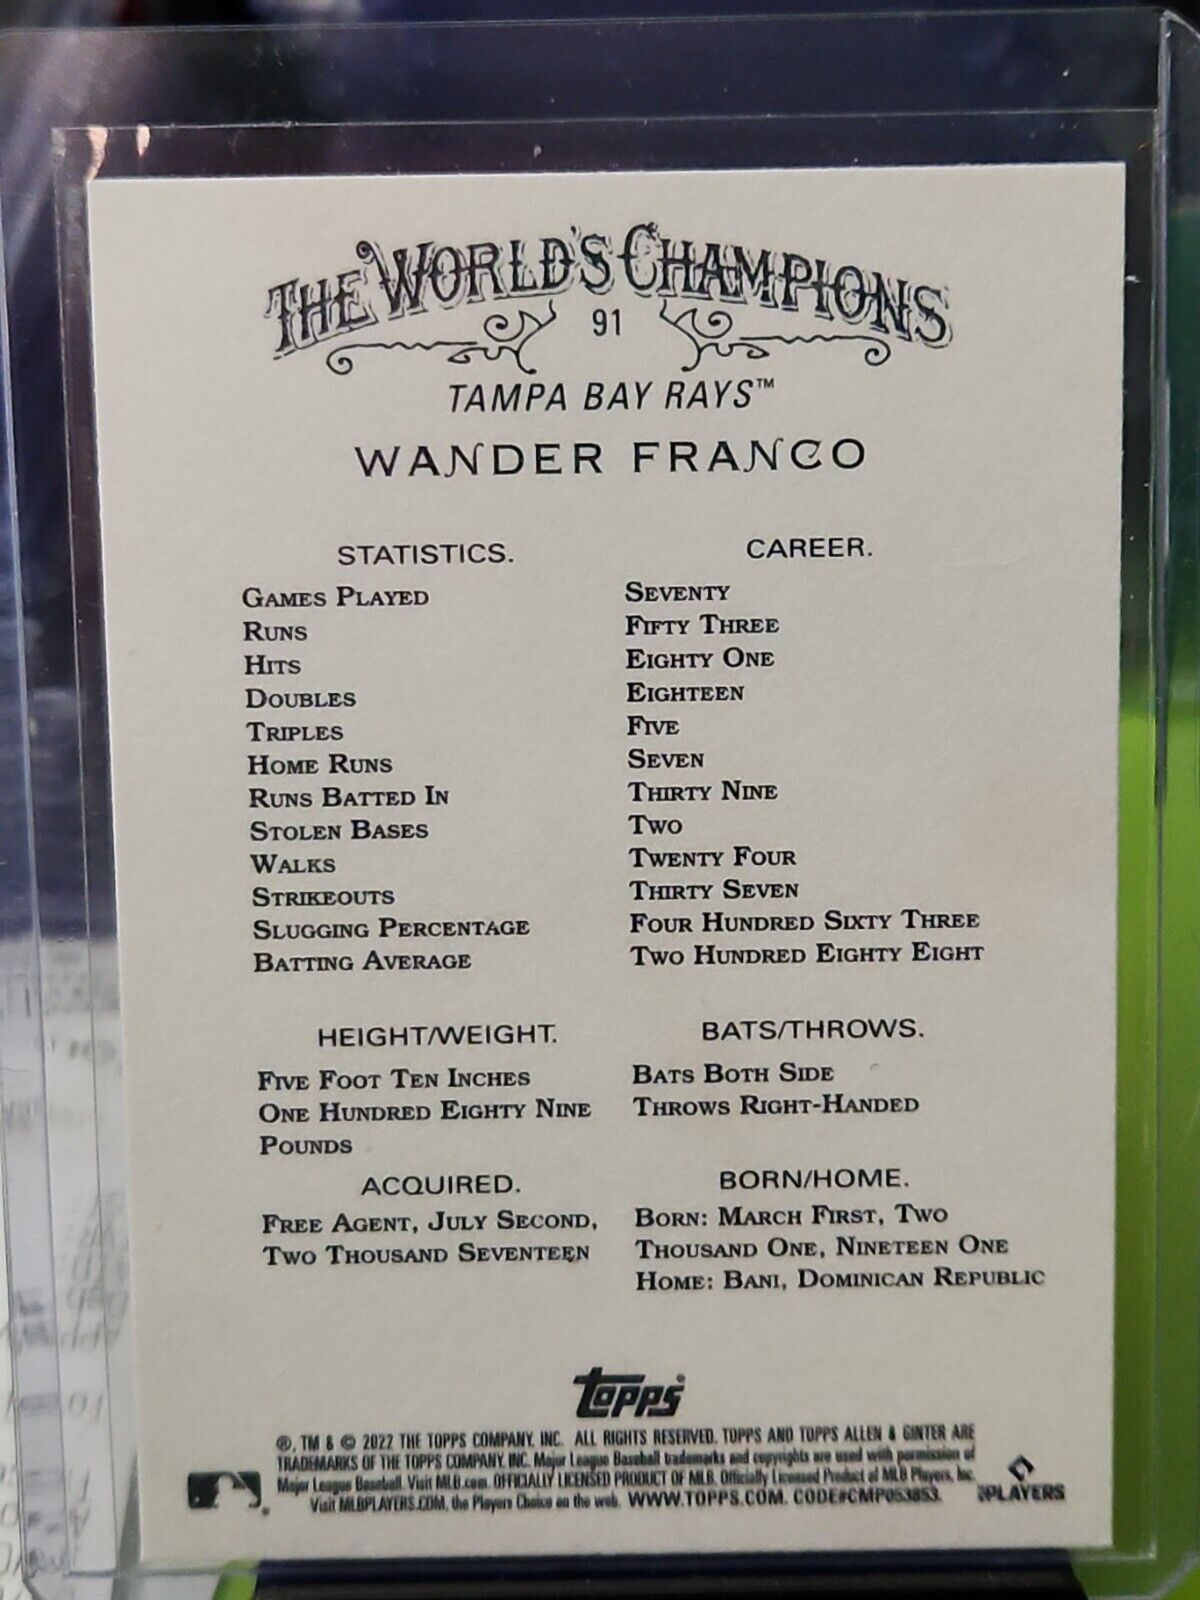 THE WORLD'S CHAMPIONS
91
TAMPA BAY RAYS™
WANDER FRANCO
STATISTICS. CAREER.
GAMES PLAYED SEVENTY
RUNS FIFTY THREE
HITS EIGHTY ONE
DOUBLES EIGHTEEN
TRIPLES FIVE
HOME RUNS SEVEN
RUNS BATTED IN THIRTY NINE
STOLEN BASES TWO
WALKS TWENTY FOUR
STRIKEOUTS THIRTY SEVEN
SLUGGING PERCENTAGE FOUR HUNDRED SIXTY THREE
BATTING AVERAGE TWO HUNDRED EIGHTY EIGHT
HEIGHT/WEIGHT.
FIVE FOOT TEN INCHES
ONE HUNDRED EIGHTY NINE
POUNDS
BATS/THROWS.
BATS BOTH SIDE
THROWS RIGHT-HANDED
ACQUIRED.
FREE AGENT, JULY SECOND,
TWO THOUSAND SEVENTEEN
BORN/HOME.
BORN: MARCH FIRST, TWO
THOUSAND ONE, NINETEEN ONE
HOME: BANI, DOMINICAN REPUBLIC
topps
®, TM & © 2022 THE TOPPS COMPANY, INC. ALL RIGHTS RESERVED. TOPPS AND TOPPS ALLEN & GINTER ARE
TRADEMARKS OF THE TOPPS COMPANY, INC. Major League Baseball trademarks and copyrights are used with permission of
Major League Baseball. Visit MLB.com. OFFICIALLY LICENSED PRODUCT OF MLB. Officially Licensed Product of MLB Players, Inc.
Visit MLBPLAYERS.COM, the Players Choice on the web. WWW.TOPPS.COM. CODE#CMP053853.
PLAYERS